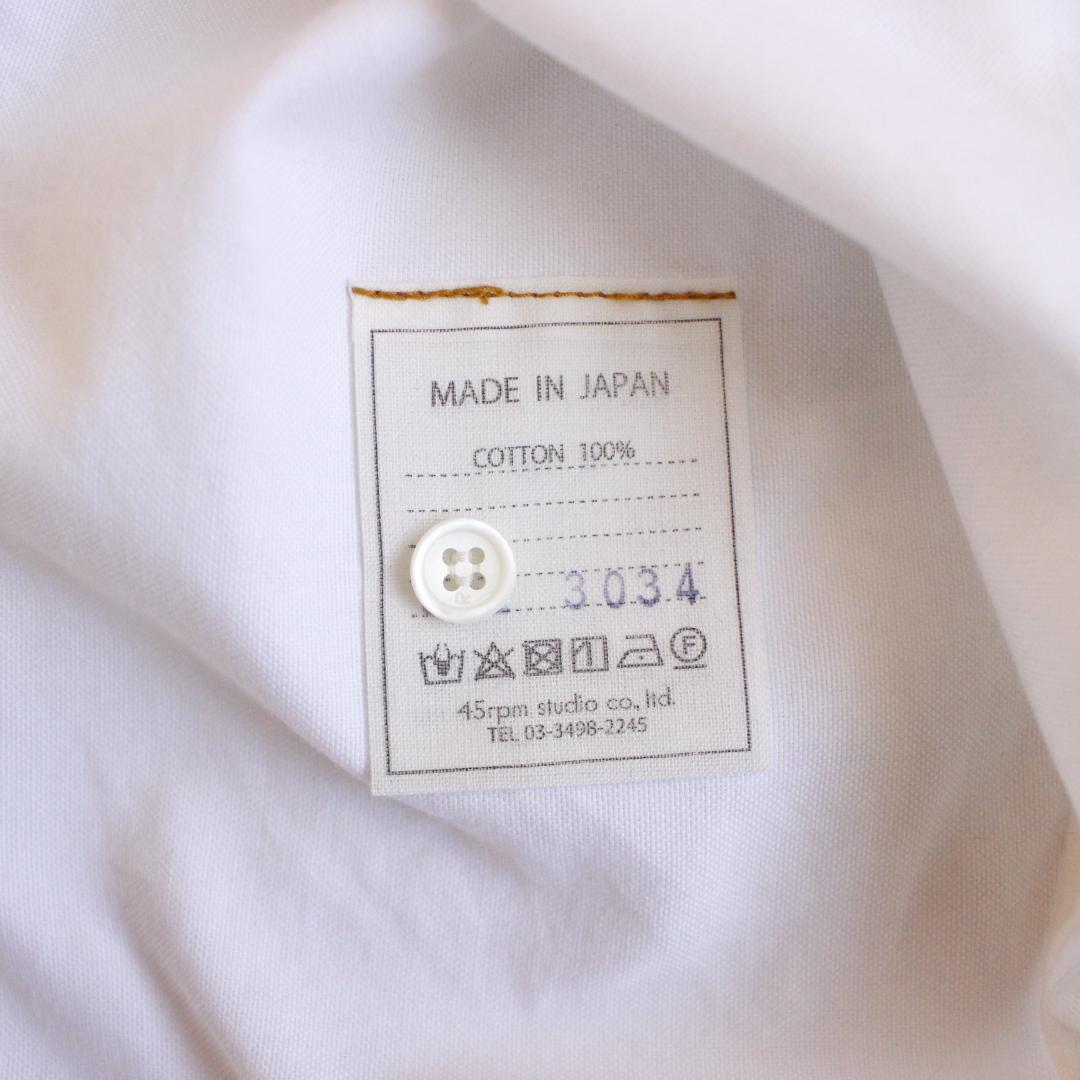 MADE IN JAPAN
COTTON 100%
3034
F
45rpm studio co., ltd.
TEL 03-3498-2245